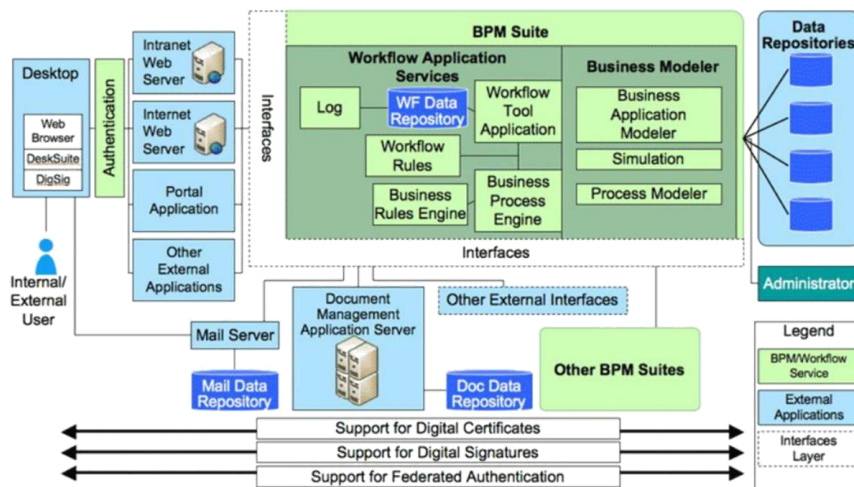 Desktop
Web
Browser
DeskSuite
DigSig
Internal/
External
User
Authentication
Intranet
Web
Server
Internet
Web
Server
Portal
Application
Other
External
Applications
Interfaces
BPM Suite
Workflow Application
Services
Log
WF Data
Repository
Workflow
Tool
Application
Workflow
Rules
Business
Rules Engine
Business
Process
Engine
Business Modeler
Business
Application
Modeler
Simulation
Process Modeler
Interfaces
Data
Repositories
Administrator
Mail Server
Mail Data
Repository
Document
Management
Application Server
Doc Data
Repository
Other External Interfaces
Other BPM Suites
Legend
BPM/Workflow
Service
External
Applications
Interfaces
Layer
Support for Digital Certificates
Support for Digital Signatures
Support for Federated Authentication